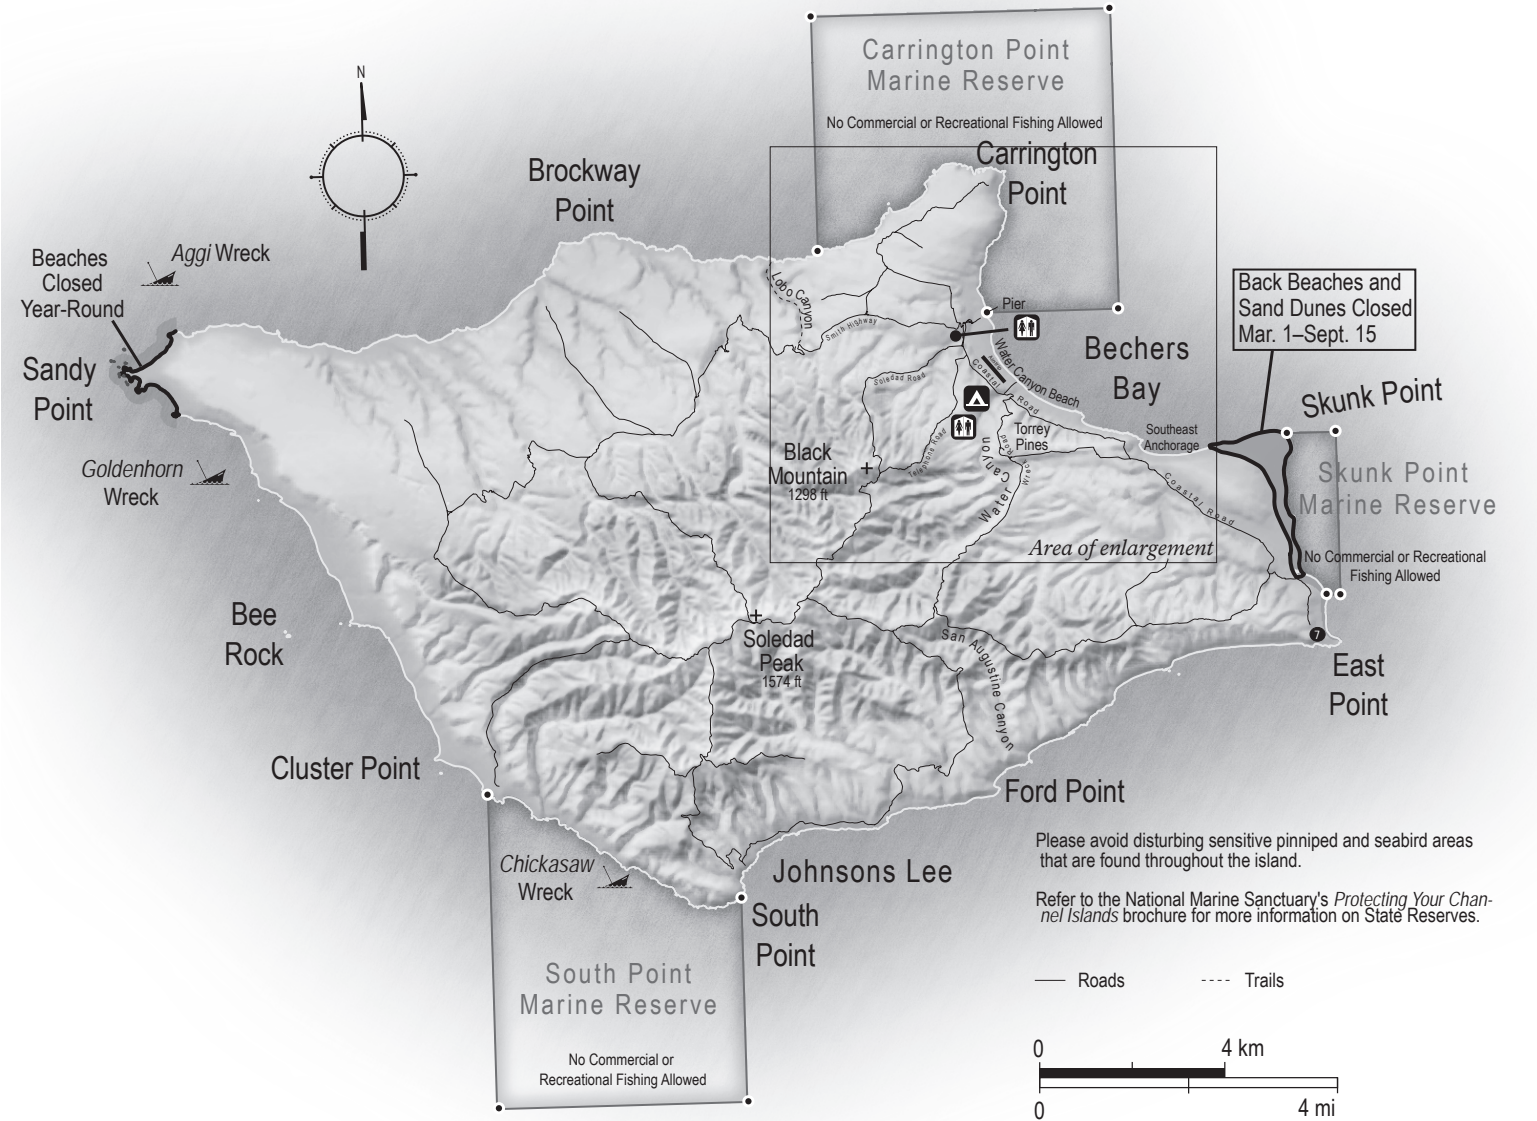 Carrington Point
Marine Reserve
No Commercial or Recreational Fishing Allowed
N
Carrington
Point
Brockway
Point
Aggi Wreck
Beaches
Closed
Year-Round
Lobo Canyon
Pier
Smith Highway
Back Beaches and
Sand Dunes Closed
Mar. 1–Sept. 15
Bechers
Bay
Water Canyon Beach
Coastal Road
Soledad Road
Sandy
Point
Skunk Point
Southeast
Anchorage
Torrey
Pines
Telephone Road
Water Canyon
Wreck Road
Black
Mountain
1298 ft
Goldenhorn
Wreck
Skunk Point
Marine Reserve
Coastal Road
Area of enlargement
No Commercial or Recreational
Fishing Allowed
Bee
Rock
Soledad
Peak
1574 ft
San Augustine Canyon
7
East
Point
Cluster Point
Ford Point
Please avoid disturbing sensitive pinniped and seabird areas
that are found throughout the island.
Chickasaw
Wreck
Johnsons Lee
Refer to the National Marine Sanctuary's Protecting Your Chan-
nel Islands brochure for more information on State Reserves.
South
Point
South Point
Marine Reserve
Roads
Trails
No Commercial or
Recreational Fishing Allowed
0
4 km
0
4 mi